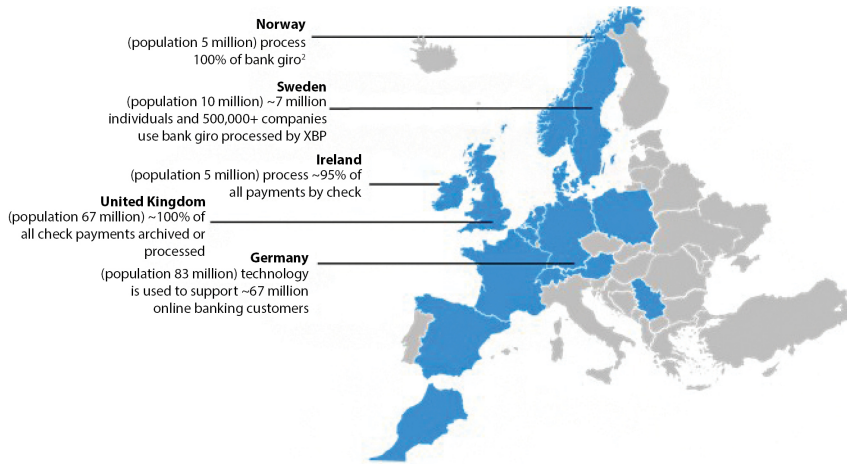 Norway
(population 5 million) process
100% of bank giro²
Sweden
(population 10 million) ~7 million
individuals and 500,000+ companies
use bank giro processed by XBP
Ireland
(population 5 million) process ~95% of
all payments by check
United Kingdom
(population 67 million) ~100% of
all check payments archived or
processed
Germany
(population 83 million) technology
is used to support ~67 million
online banking customers